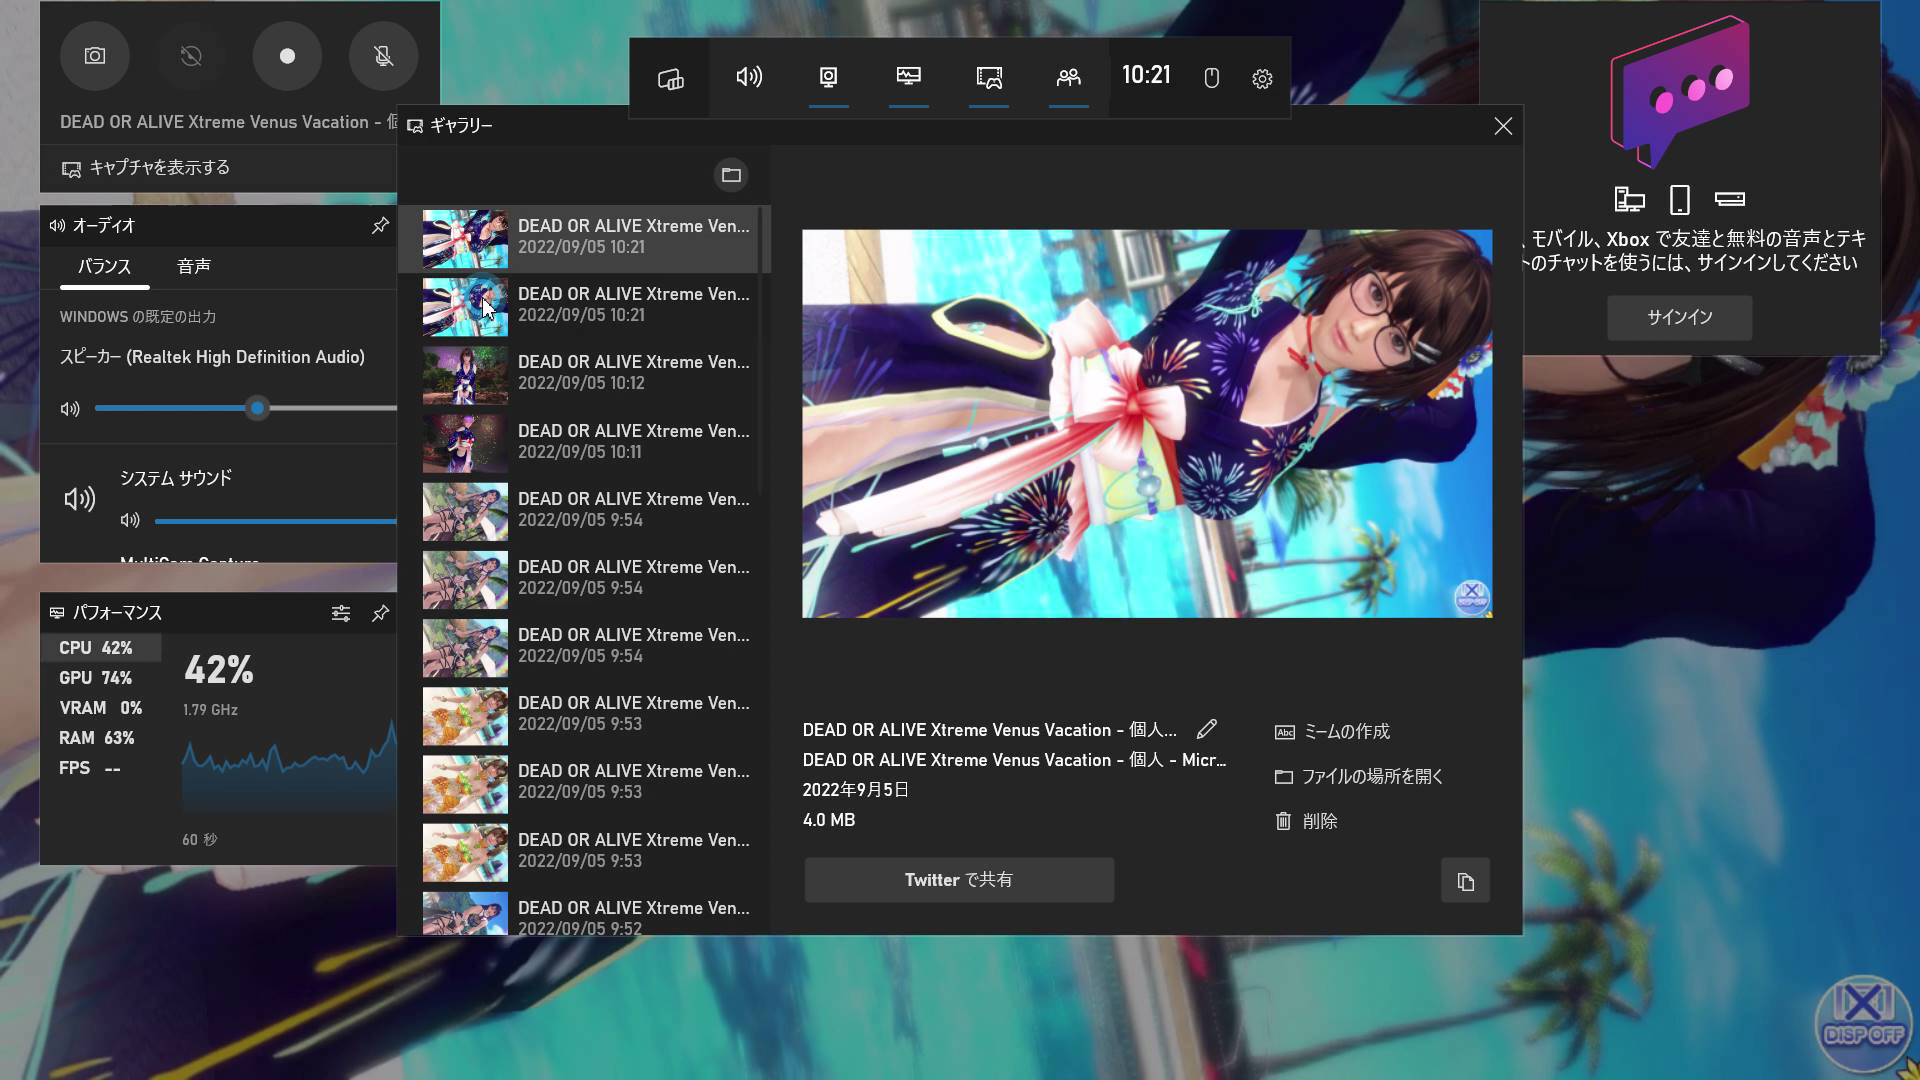 DEAD OR ALIVE Xtreme Venus Vacation - 個
キャプチャを表示する
10:21
オーディオ
バランス 音声
WINDOWS の既定の出力
スピーカー (Realtek High Definition Audio)
システム サウンド
MultiCam Capture
パフォーマンス
CPU 42%
GPU 74%
VRAM 0%
RAM 63%
FPS --
42%
1.79 GHz
60 秒
ギャラリー
DEAD OR ALIVE Xtreme Ven...
2022/09/05 10:21
DEAD OR ALIVE Xtreme Ven...
2022/09/05 10:21
DEAD OR ALIVE Xtreme Ven...
2022/09/05 10:12
DEAD OR ALIVE Xtreme Ven...
2022/09/05 10:11
DEAD OR ALIVE Xtreme Ven...
2022/09/05 9:54
DEAD OR ALIVE Xtreme Ven...
2022/09/05 9:54
DEAD OR ALIVE Xtreme Ven...
2022/09/05 9:54
DEAD OR ALIVE Xtreme Ven...
2022/09/05 9:53
DEAD OR ALIVE Xtreme Ven...
2022/09/05 9:53
DEAD OR ALIVE Xtreme Ven...
2022/09/05 9:53
DEAD OR ALIVE Xtreme Ven...
2022/09/05 9:52
DISP OFF
DEAD OR ALIVE Xtreme Venus Vacation - 個人...
DEAD OR ALIVE Xtreme Venus Vacation - 個人 - Micr...
2022年9月5日
4.0 MB
Abc ミームの作成
ファイルの場所を開く
削除
Twitter で共有
、モバイル、Xbox で友達と無料の音声とテキ
トのチャットを使うには、サインインしてください
サインイン
DISP OFF